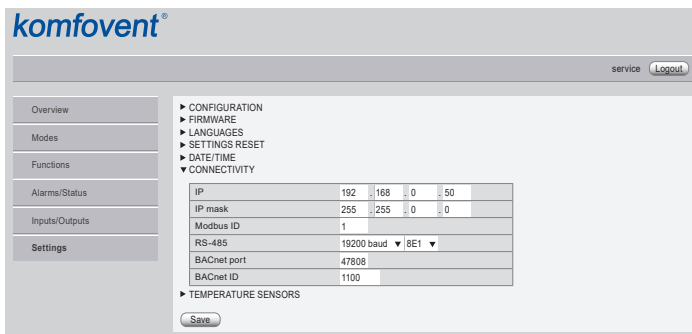 komfovent®
service Logout
Overview
Modes
Functions
Alarms/Status
Inputs/Outputs
Settings
CONFIGURATION
FIRMWARE
LANGUAGES
SETTINGS RESET
DATE/TIME
CONNECTIVITY
IP 192 . 168 . 0 . 50
IP mask 255 . 255 . 0 . 0
Modbus ID 1
RS-485 19200 baud 8E1
BACnet port 47808
BACnet ID 1100
TEMPERATURE SENSORS
Save